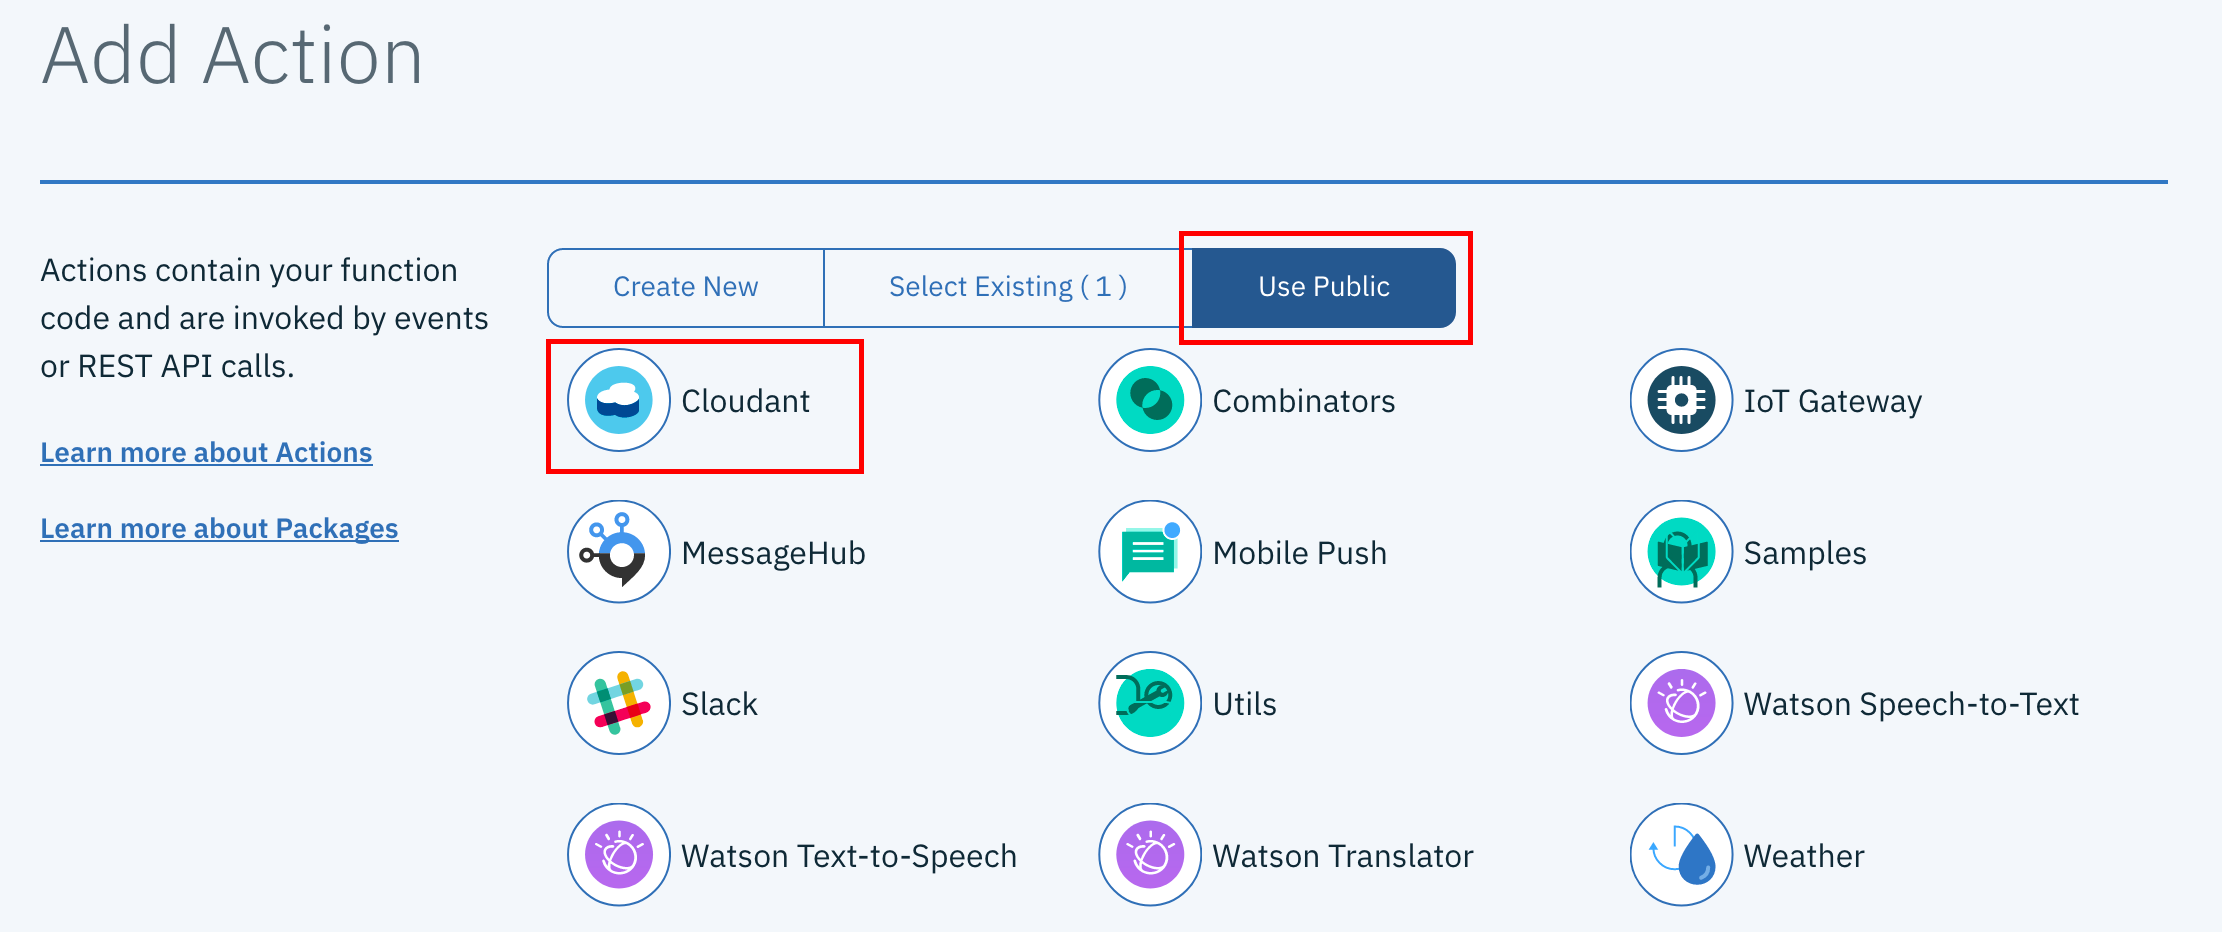 Add Action
Actions contain your function
code and are invoked by events
or REST API calls.
Learn more about Actions
Learn more about Packages
Create New
Select Existing ( 1 )
Use Public
Cloudant
Combinators
IoT Gateway
MessageHub
Mobile Push
Samples
Slack
Utils
Watson Speech-to-Text
Watson Text-to-Speech
Watson Translator
Weather